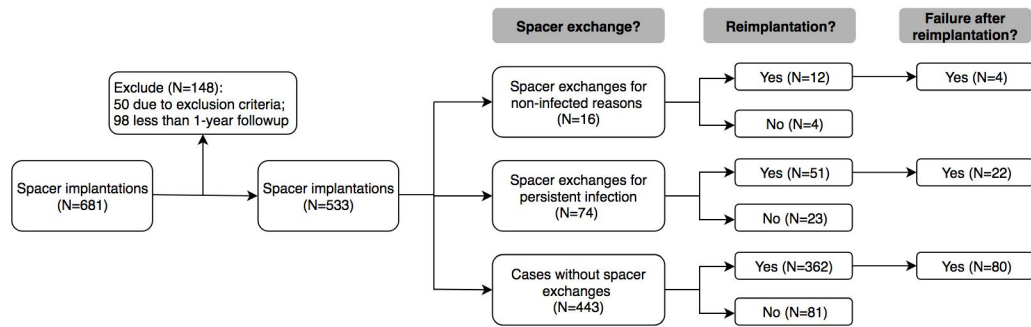 Spacer exchange?
Reimplantation?
Failure after
reimplantation?
Exclude (N=148):
50 due to exclusion criteria;
98 less than 1-year followup
Spacer implantations
(N=681)
Spacer implantations
(N=533)
Spacer exchanges for
non-infected reasons
(N=16)
Yes (N=12)
Yes (N=4)
No (N=4)
Spacer exchanges for
persistent infection
(N=74)
Yes (N=51)
Yes (N=22)
No (N=23)
Cases without spacer
exchanges
(N=443)
Yes (N=362)
Yes (N=80)
No (N=81)